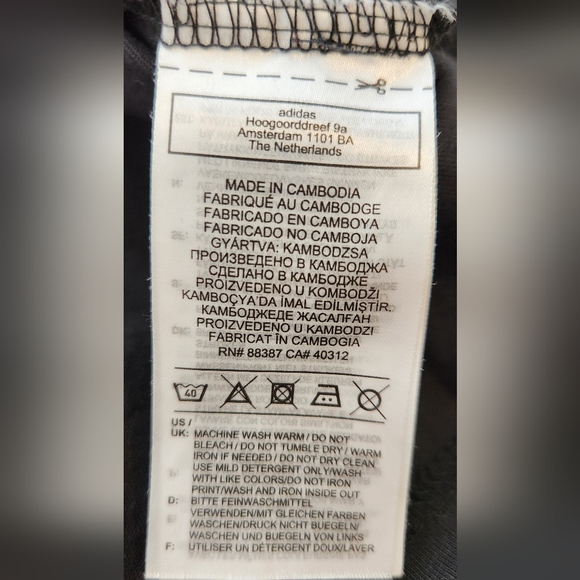 adidas
Hoogoorddreef 9a
Amsterdam 1101 BA
The Netherlands
MADE IN CAMBODIA
FABRIQUÉ AU CAMBODGE
FABRICADO EN CAMBOYA
FABRICADO NO CAMBOJA
GYÁRTVA: KAMBODZSA
ПРОИЗВЕДЕНО В КАМБОДЖА
СДЕЛАНО В КАМБОДЖЕ
PROIZVEDENO U KOMBODŽI
KAMBOÇYA'DA İMAL EDİLMİŞTİR.
КАМБОДЖЕДЕ ЖАСАЛҒАН
PROIZVEDENO U KAMBODZI
FABRICAT ÎN CAMBOGIA
RN# 88387 CA# 40312
40
US /
UK: MACHINE WASH WARM / DO NOT
BLEACH / DO NOT TUMBLE DRY / WARM
IRON IF NEEDED / DO NOT DRY CLEAN
USE MILD DETERGENT ONLY/WASH
WITH LIKE COLORS/DO NOT IRON
PRINT/WASH AND IRON INSIDE OUT
D: BITTE FEINWASCHMITTEL
VERWENDEN/MIT GLEICHEN FARBEN
WASCHEN/DRUCK NICHT BUEGELN/
WASCHEN UND BUEGELN VON LINKS
F: UTILISER UN DÉTERGENT DOUX/LAVER